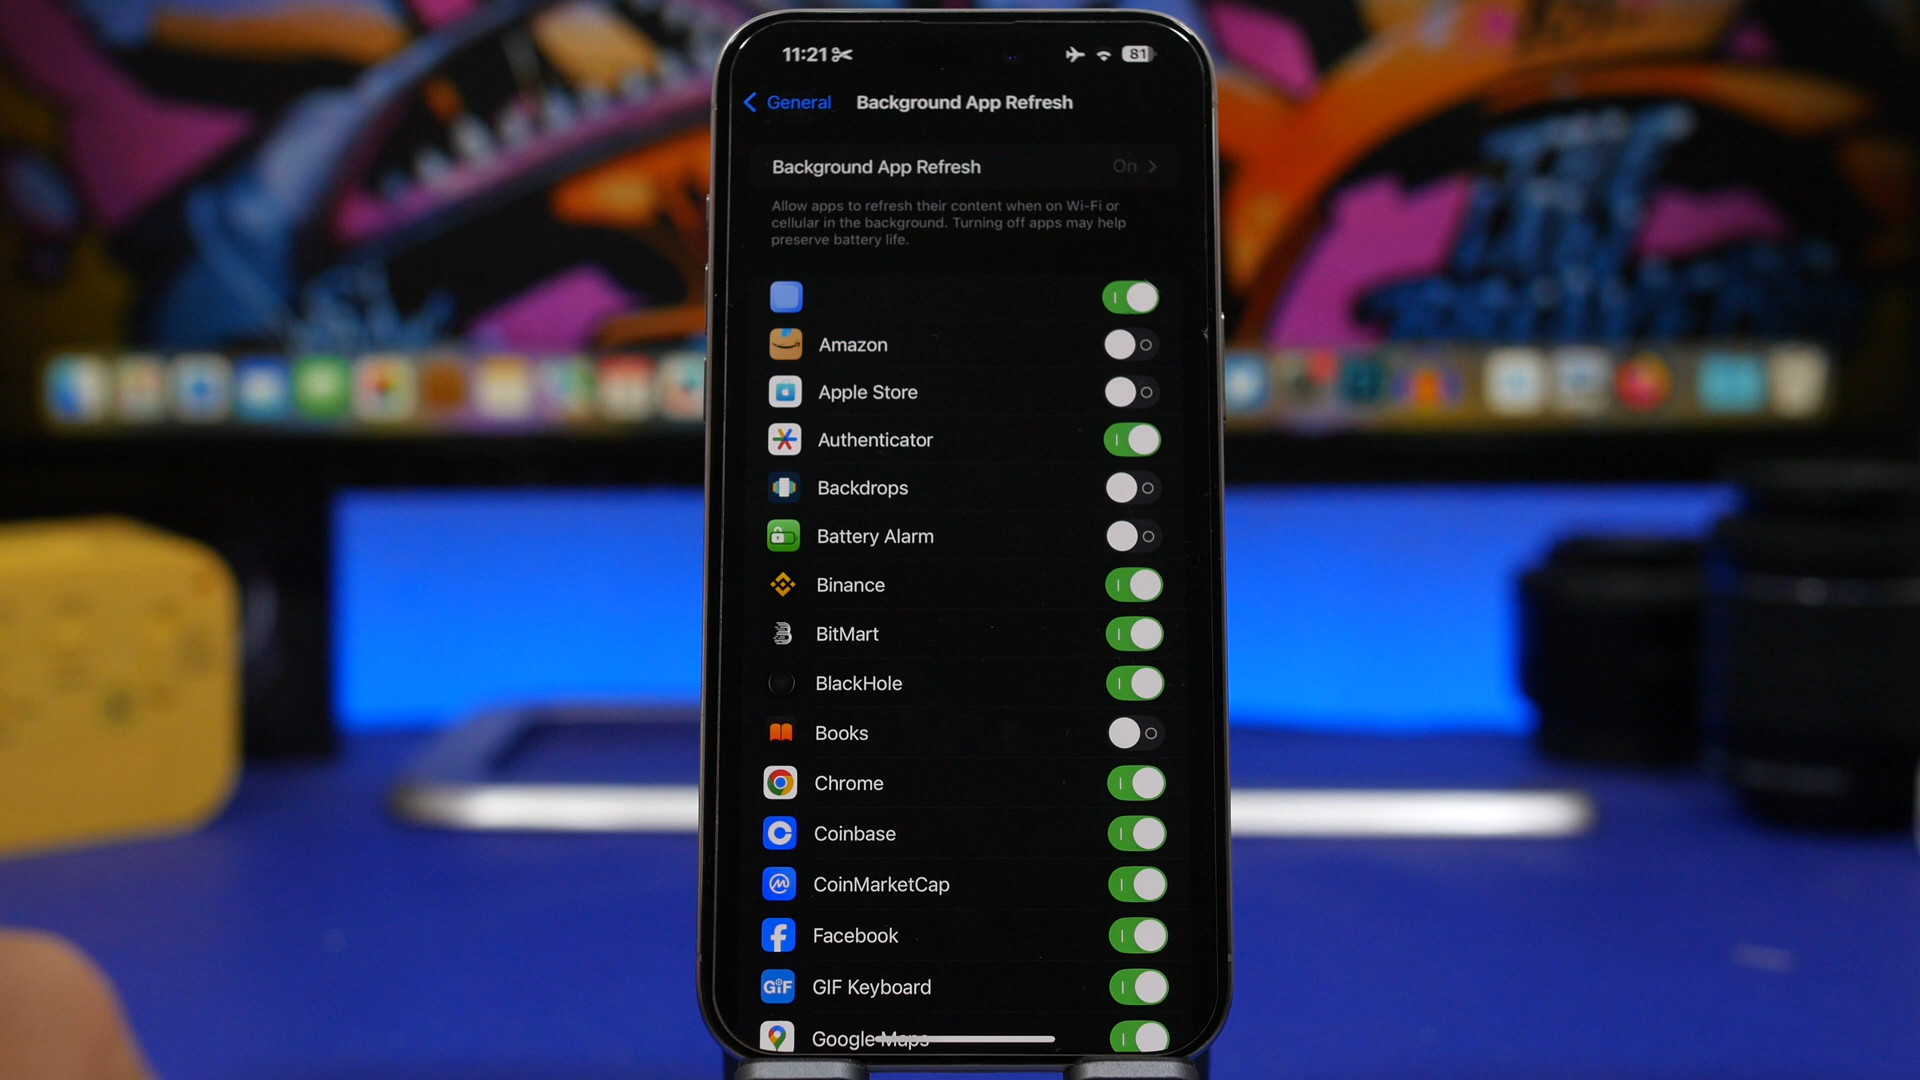 11:21
81
General
Background App Refresh
Background App Refresh
On
Allow apps to refresh their content when on Wi-Fi or
cellular in the background. Turning off apps may help
preserve battery life.
Amazon
Apple Store
Authenticator
Backdrops
Battery Alarm
Binance
BitMart
BlackHole
Books
Chrome
Coinbase
CoinMarketCap
Facebook
GIF
GIF Keyboard
Google Maps